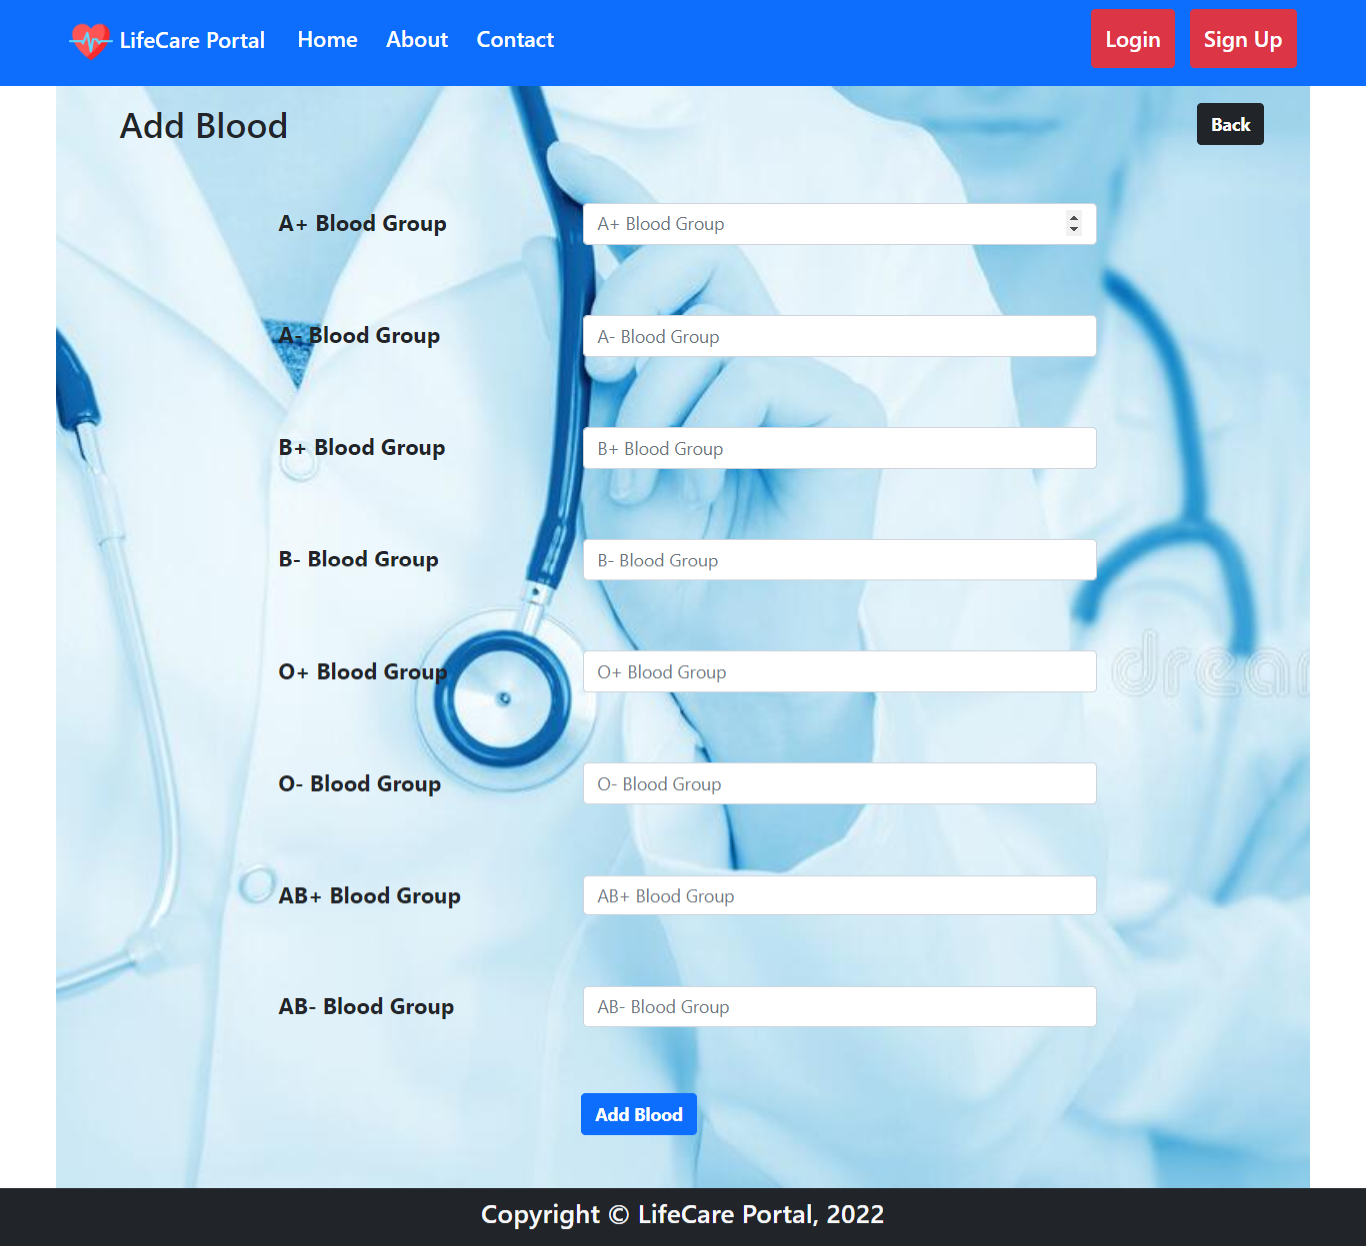 LifeCare Portal Home About Contact Login Sign Up
Add Blood Back
A+ Blood Group A+ Blood Group
A- Blood Group A- Blood Group
B+ Blood Group B+ Blood Group
B- Blood Group B- Blood Group
O+ Blood Group O+ Blood Group
drear
O- Blood Group O- Blood Group
AB+ Blood Group AB+ Blood Group
AB- Blood Group AB- Blood Group
Add Blood
Copyright © LifeCare Portal, 2022